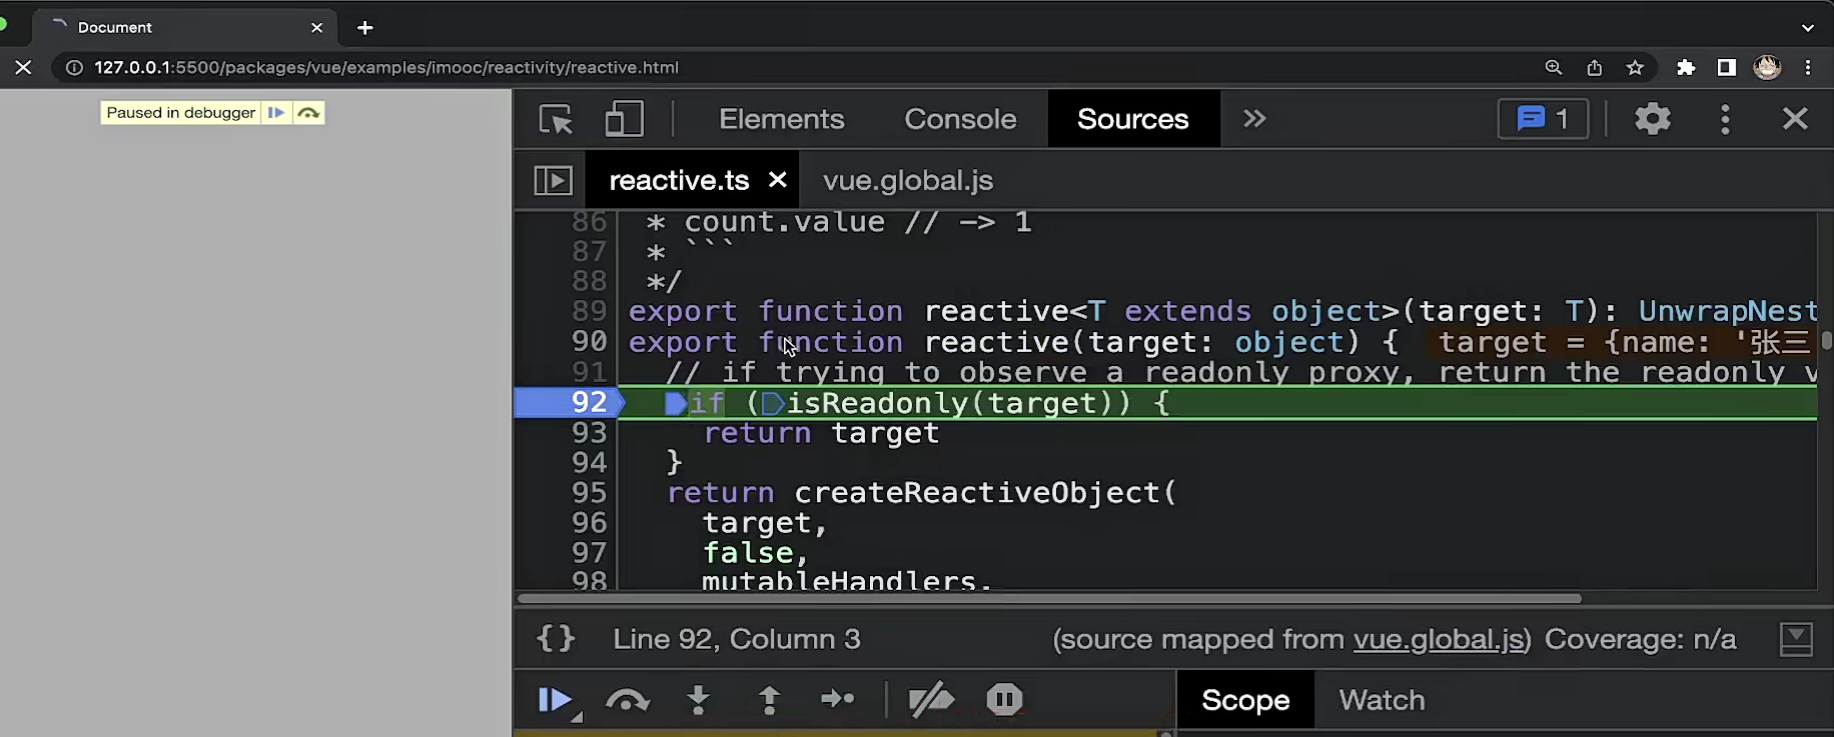 Document
127.0.0.1:5500/packages/vue/examples/imooc/reactivity/reactive.html
Paused in debugger
Elements Console Sources 1
reactive.ts vue.global.js
86 * count.value // -> 1
87 * ```
88 */
89 export function reactive<T extends object>(target: T): UnwrapNest
90 export function reactive(target: object) { target = {name: '张三
91 // if trying to observe a readonly proxy, return the readonly v
92 if (isReadonly(target)) {
93 return target
94 }
95 return createReactiveObject(
96 target,
97 false,
98 mutableHandlers,
{} Line 92, Column 3 (source mapped from vue.global.js) Coverage: n/a
Scope Watch